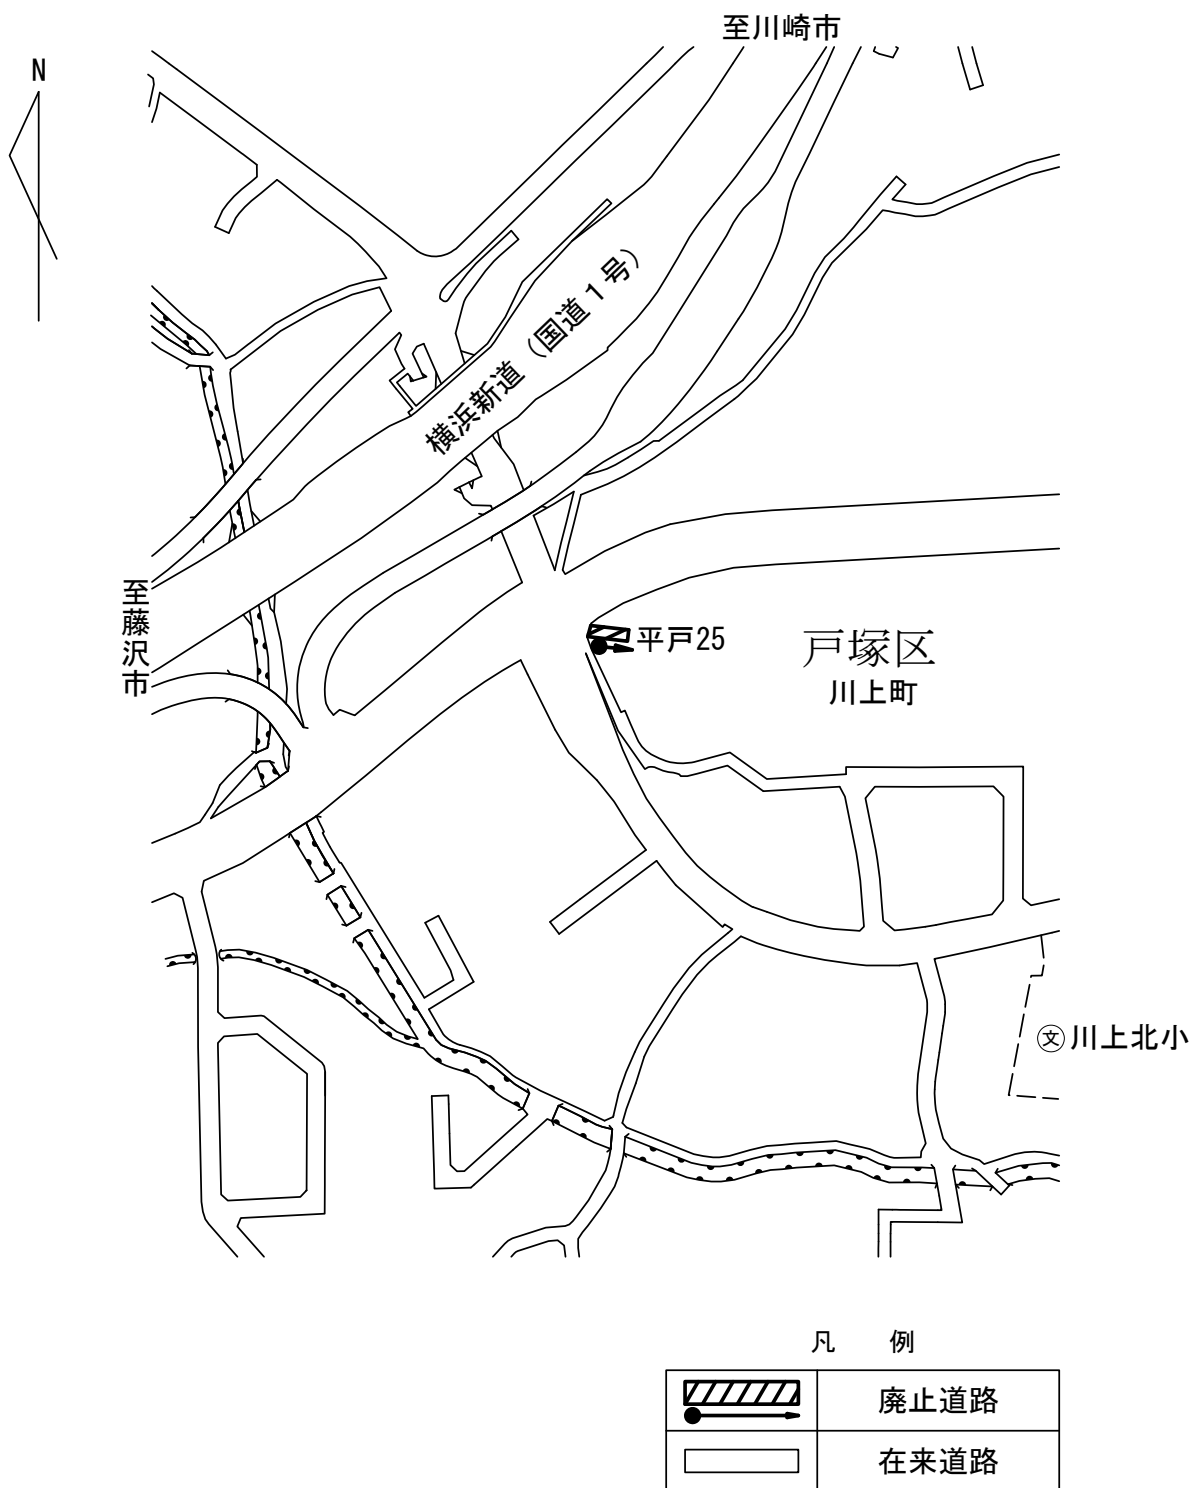 至川崎市
N
横浜新道（国道１号）
至藤沢市
平戸25
戸塚区
川上町
文川上北小
凡　例
廃止道路
在来道路